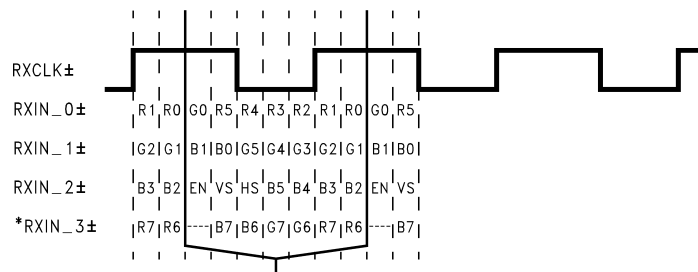 RXCLK±
RXIN_0± R1 R0 G0 R5 R4 R3 R2 R1 R0 G0 R5
RXIN_1± G2 G1 B1 B0 G5 G4 G3 G2 G1 B1 B0
RXIN_2± B3 B2 EN VS HS B5 B4 B3 B2 EN VS
*RXIN_3± R7 R6 ---- B7 B6 G7 G6 R7 R6 ---- B7